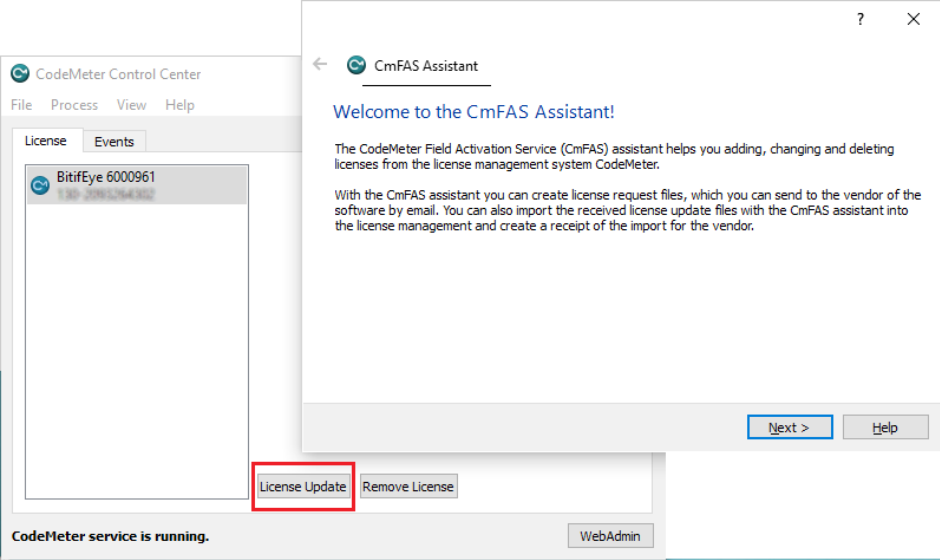 ?
CmFAS Assistant
Welcome to the CmFAS Assistant!
The CodeMeter Field Activation Service (CmFAS) assistant helps you adding, changing and deleting
licenses from the license management system CodeMeter.
With the CmFAS assistant you can create license request files, which you can send to the vendor of the
software by email. You can also import the received license update files with the CmFAS assistant into
the license management and create a receipt of the import for the vendor.
Next >
Help
CodeMeter Control Center
File Process View Help
License Events
BitifEye 6000961
License Update Remove License
CodeMeter service is running.
WebAdmin